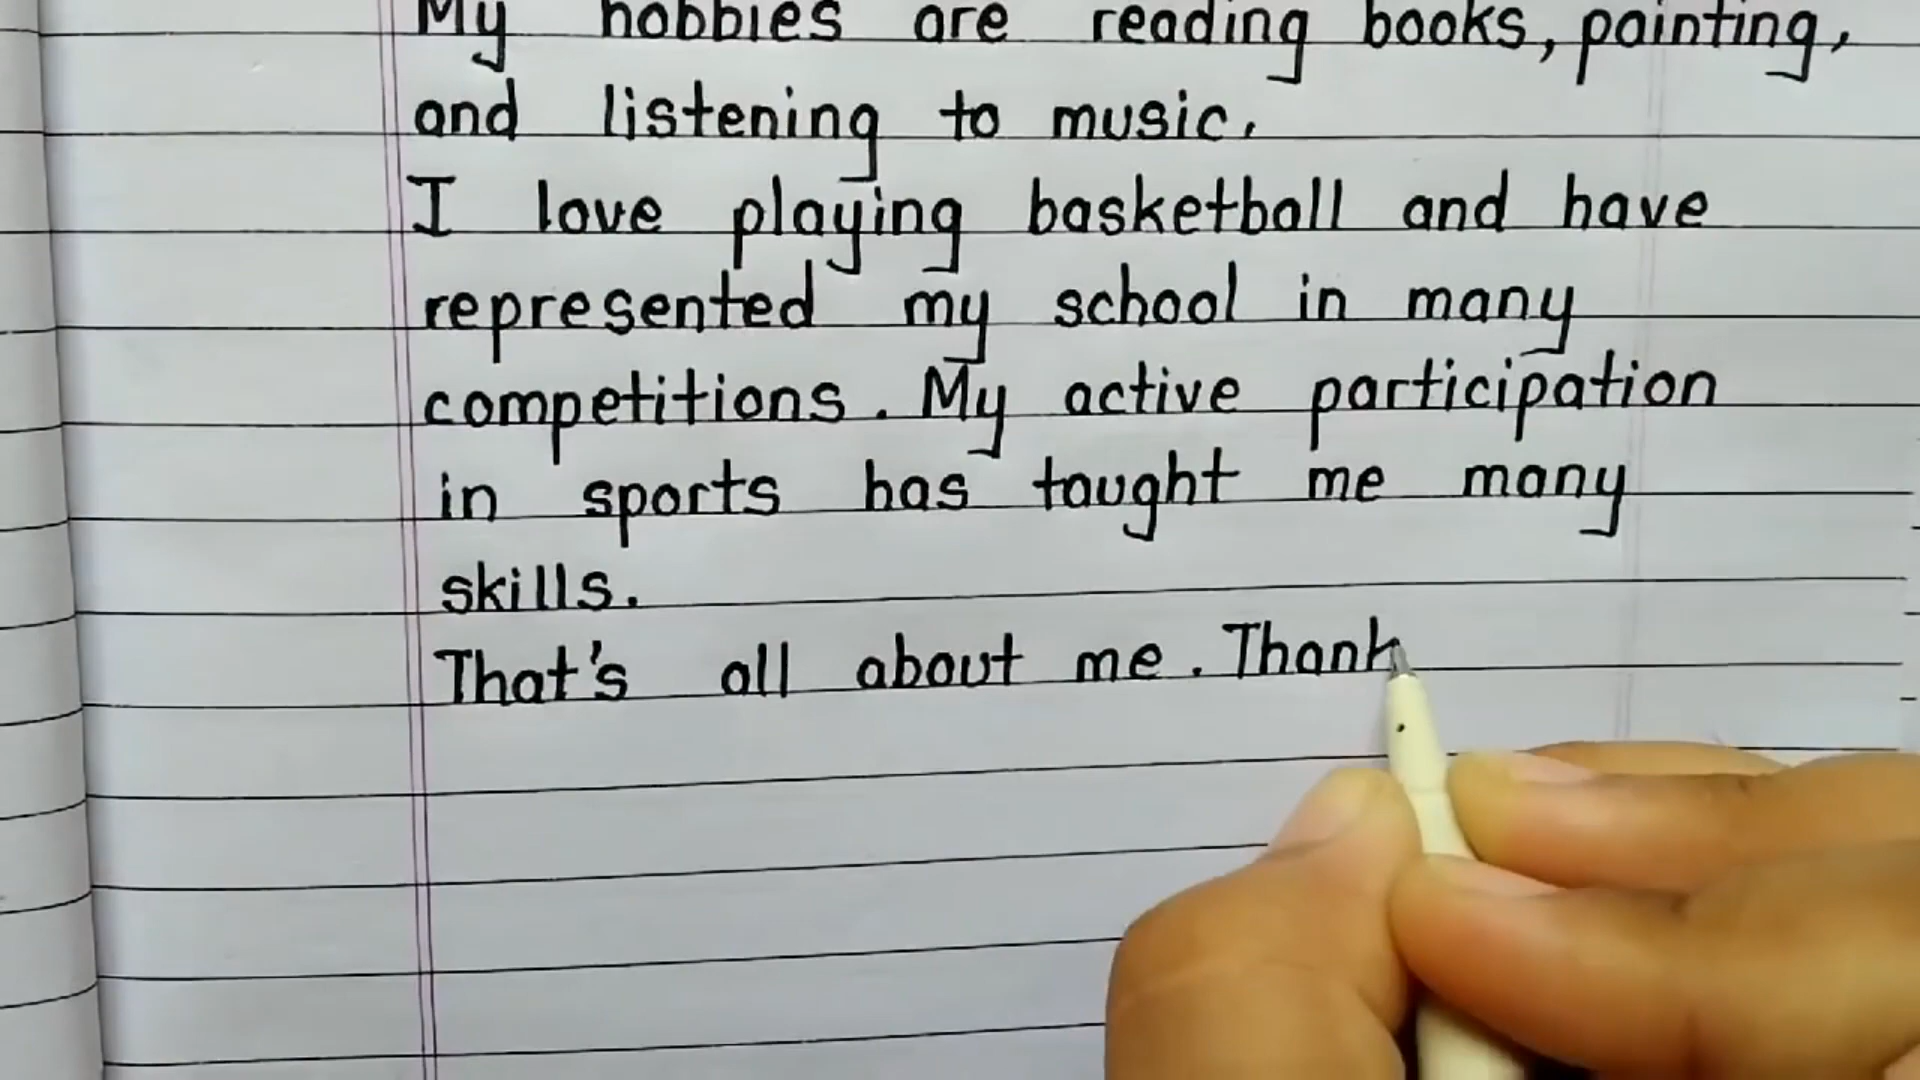 My hobbies are reading books, painting,
and listening to music.
I love playing basketball and have
represented my school in many
competitions. My active participation
in sports has taught me many
skills.
That's all about me. Thank